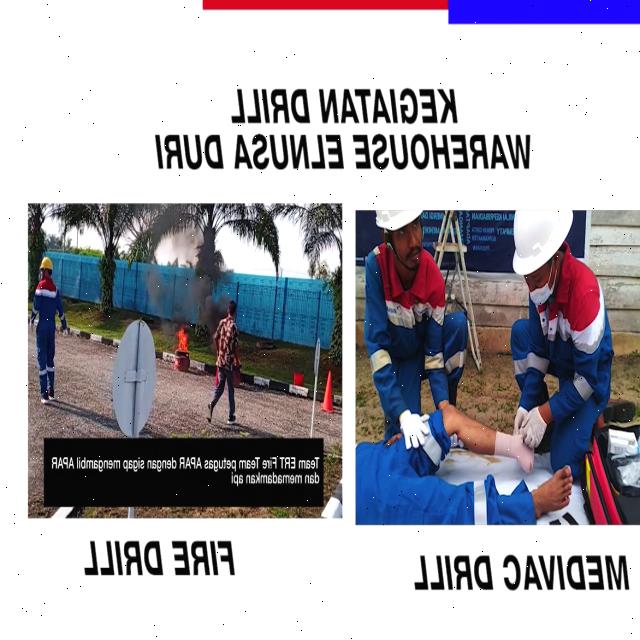 KEGIATAN DRILL
WAREHOUSE ELNUSA DURI
Team ERT Fire Team petugas APAR dengan sigap mengambil APAR
dan memadamkan api
FIRE DRILL
MEDIVAC DRILL